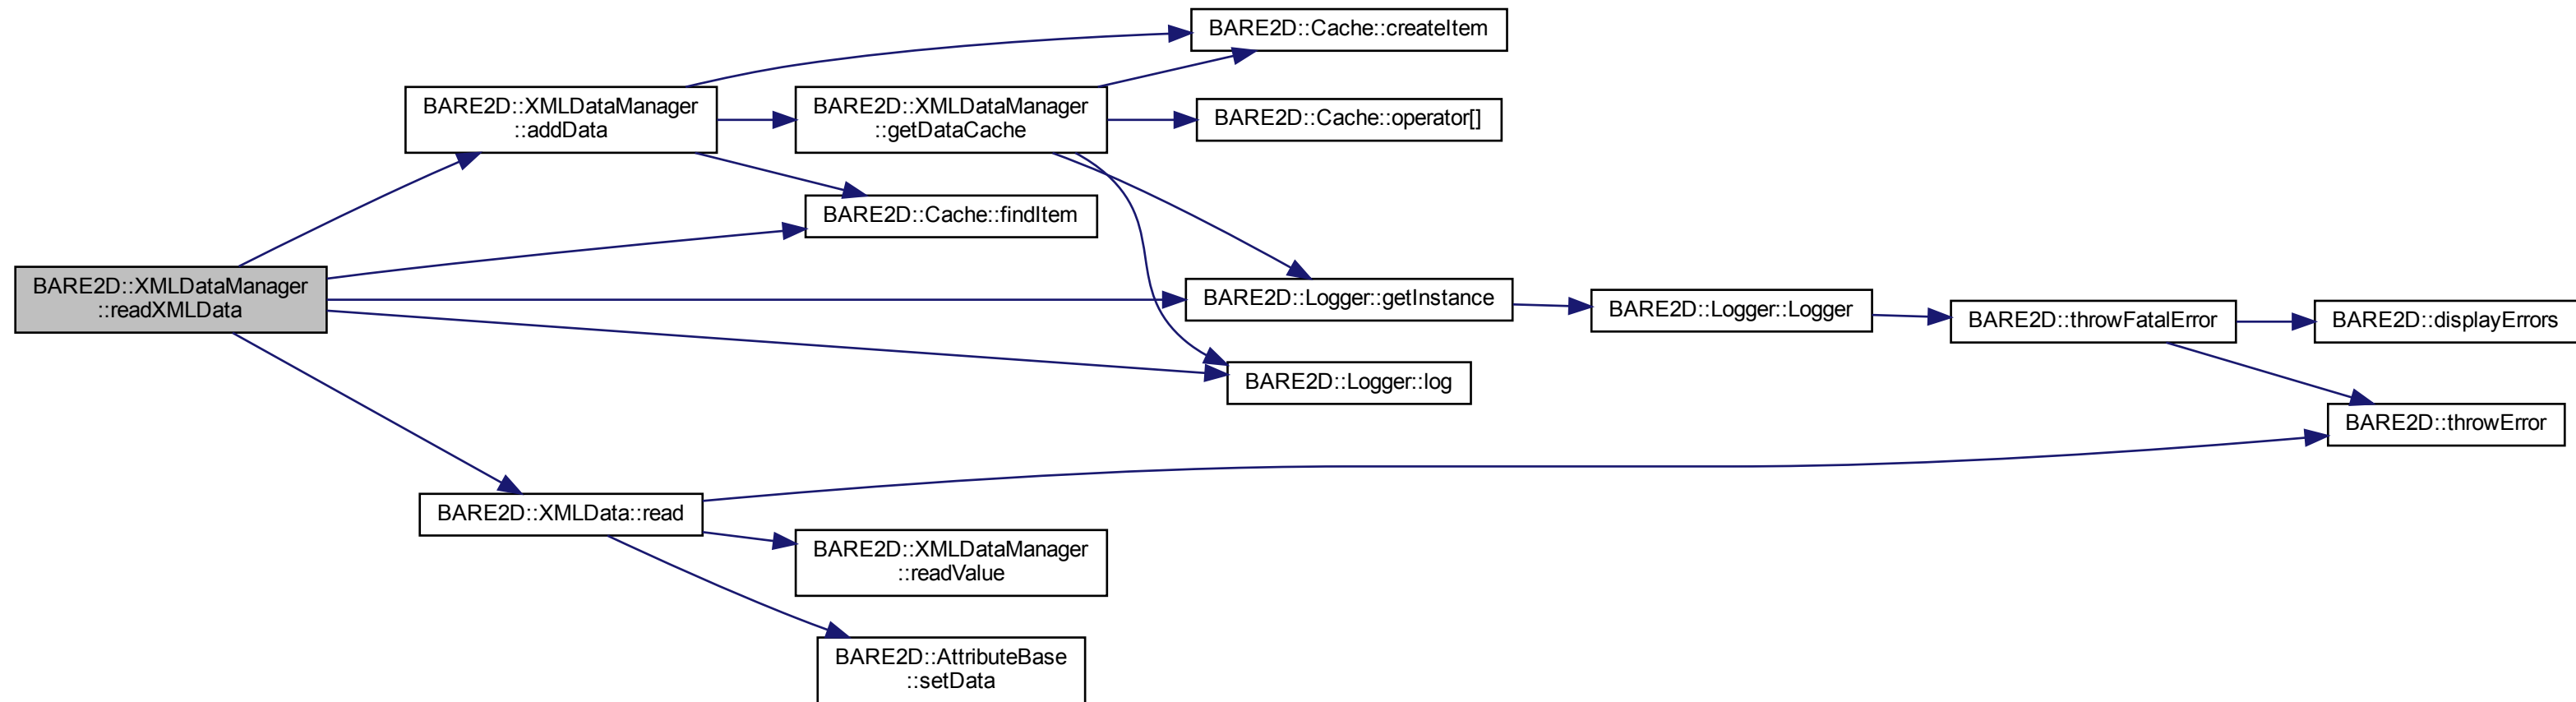 BARE2D::XMLDataManager
::readXMLData
BARE2D::XMLDataManager
::addData
BARE2D::XMLDataManager
::getDataCache
BARE2D::Cache::createItem
BARE2D::Cache::operator[]
BARE2D::Cache::findItem
BARE2D::Logger::getInstance
BARE2D::Logger::Logger
BARE2D::throwFatalError
BARE2D::displayErrors
BARE2D::throwError
BARE2D::Logger::log
BARE2D::XMLData::read
BARE2D::XMLDataManager
::readValue
BARE2D::AttributeBase
::setData